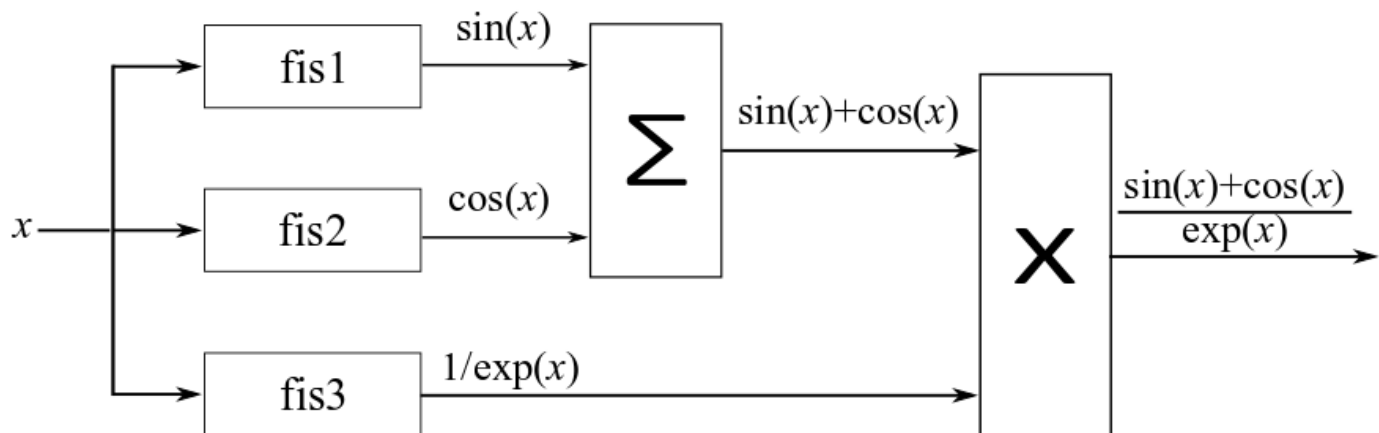 sin(x)
fis1
Σ
sin(x)+cos(x)
cos(x)
sin(x)+cos(x)
exp(x)
x
fis2
X
1/exp(x)
fis3